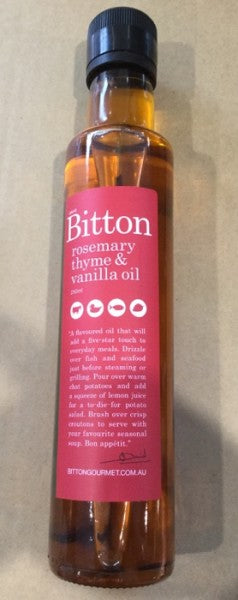 Bitton
rosemary
thyme &
vanilla oil
250ml
"A flavoured oil that will
add a five-star touch to
everyday meals. Drizzle
over fish and seafood
just before steaming or
grilling. Pour over warm
chat potatoes and add
a squeeze of lemon juice
for a to-die-for potato
salad. Brush over crisp
croutons to serve with
your favourite seasonal
soup. Bon appétit."
BITTONGOURMET.COM.AU